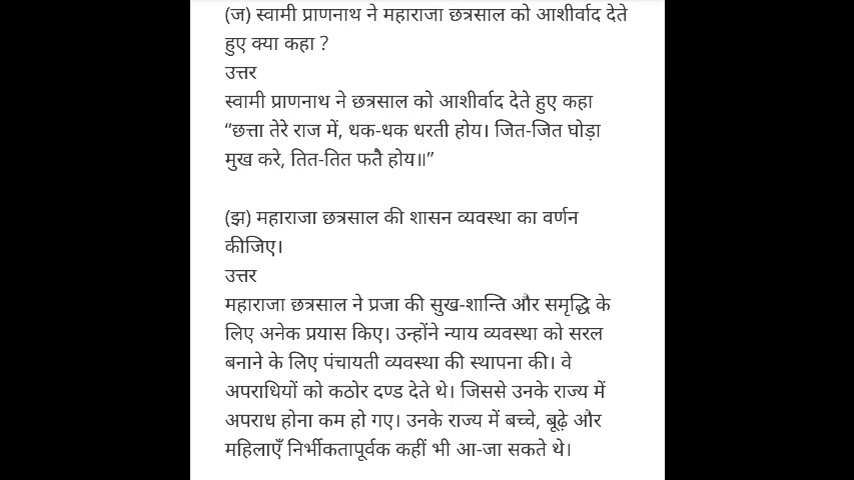 (ज) स्वामी प्राणनाथ ने महाराजा छत्रसाल को आशीर्वाद देते
हुए क्या कहा ?
उत्तर
स्वामी प्राणनाथ ने छत्रसाल को आशीर्वाद देते हुए कहा
“छत्ता तेरे राज में, धक-धक धरती होय। जित-जित घोड़ा
मुख करे, तित-तित फतै होय॥”
(झ) महाराजा छत्रसाल की शासन व्यवस्था का वर्णन
कीजिए।
उत्तर
महाराजा छत्रसाल ने प्रजा की सुख-शान्ति और समृद्धि के
लिए अनेक प्रयास किए। उन्होंने न्याय व्यवस्था को सरल
बनाने के लिए पंचायती व्यवस्था की स्थापना की। वे
अपराधियों को कठोर दण्ड देते थे। जिससे उनके राज्य में
अपराध होना कम हो गए। उनके राज्य में बच्चे, बूढ़े और
महिलाएँ निर्भीकतापूर्वक कहीं भी आ-जा सकते थे।